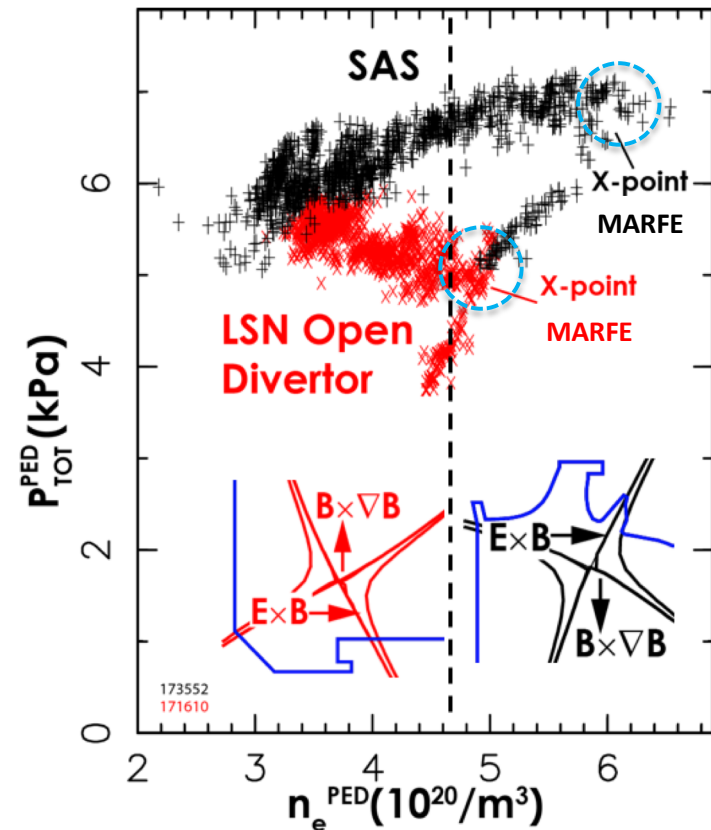 SAS
X-point
MARFE
X-point
MARFE
LSN Open
Divertor
B×∇B
E×B
E×B
B×∇B
173552
171610
P_TOT^PED (kPa)
0
2
4
6
2
3
4
5
6
n_e^PED(10^20/m^3)